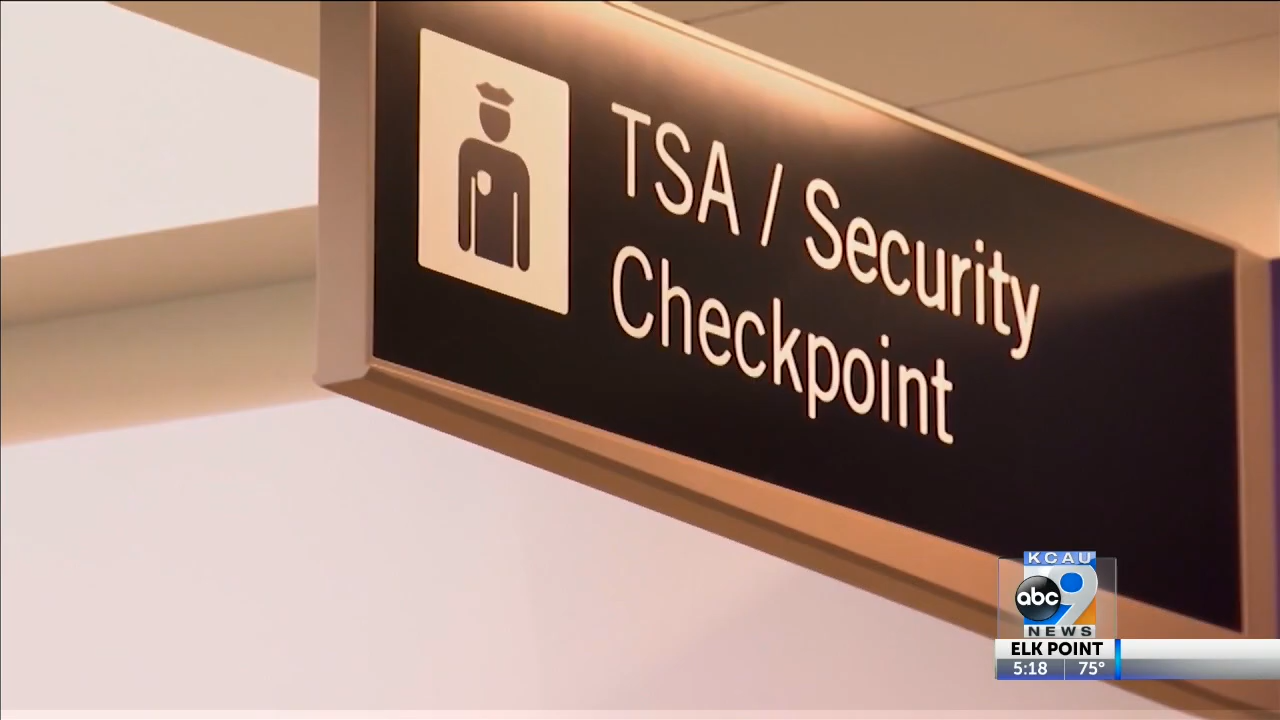 TSA / Security
Checkpoint
KCAU
abc 9
NEWS
ELK POINT
5:18 75°